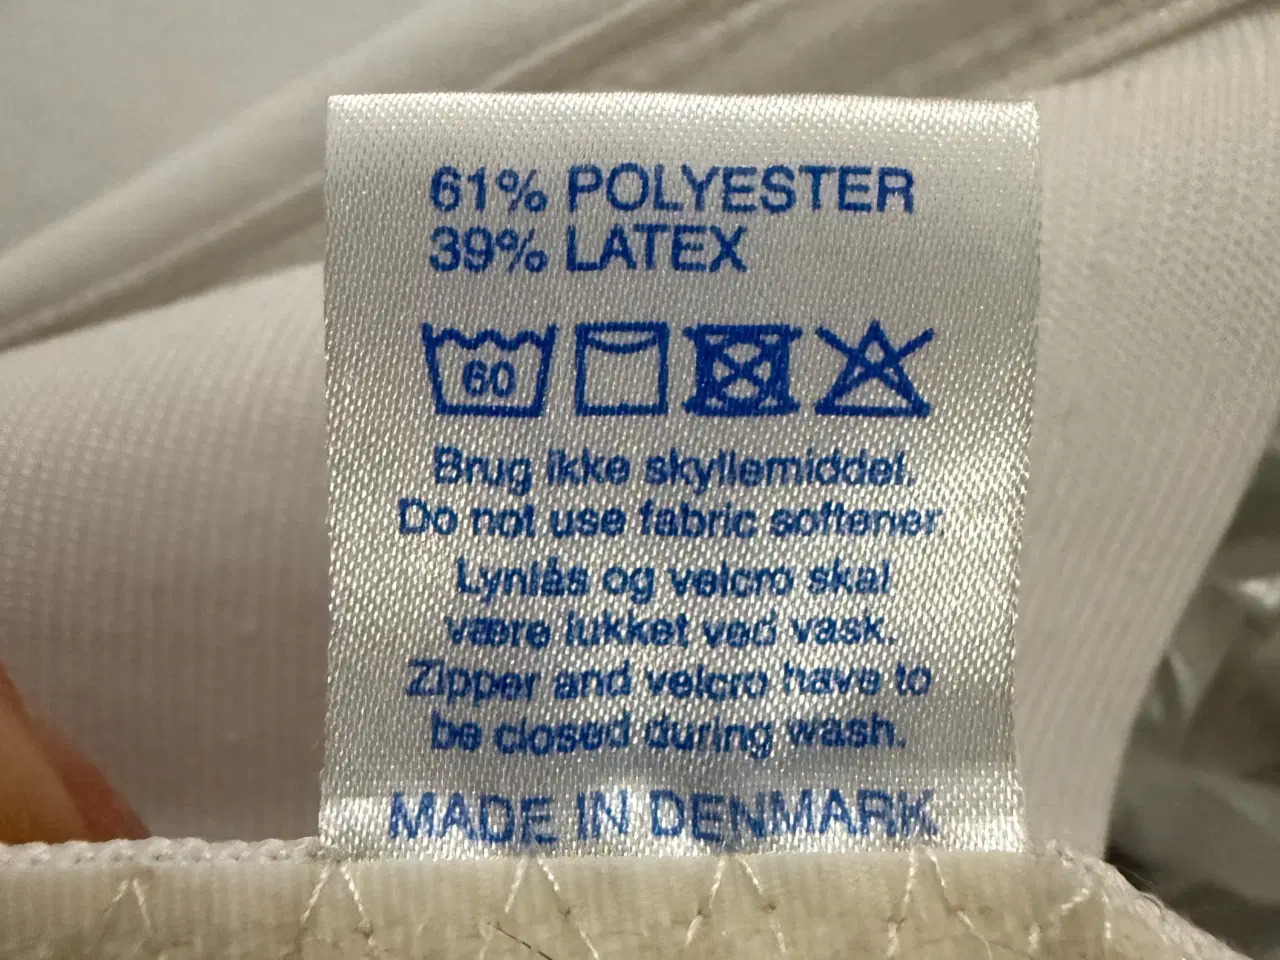 61% POLYESTER
39% LATEX
60
Brug ikke skyllemiddel.
Do not use fabric softener.
Lynlås og velcro skal
være lukket ved vask.
Zipper and velcro have to
be closed during wash.
MADE IN DENMARK